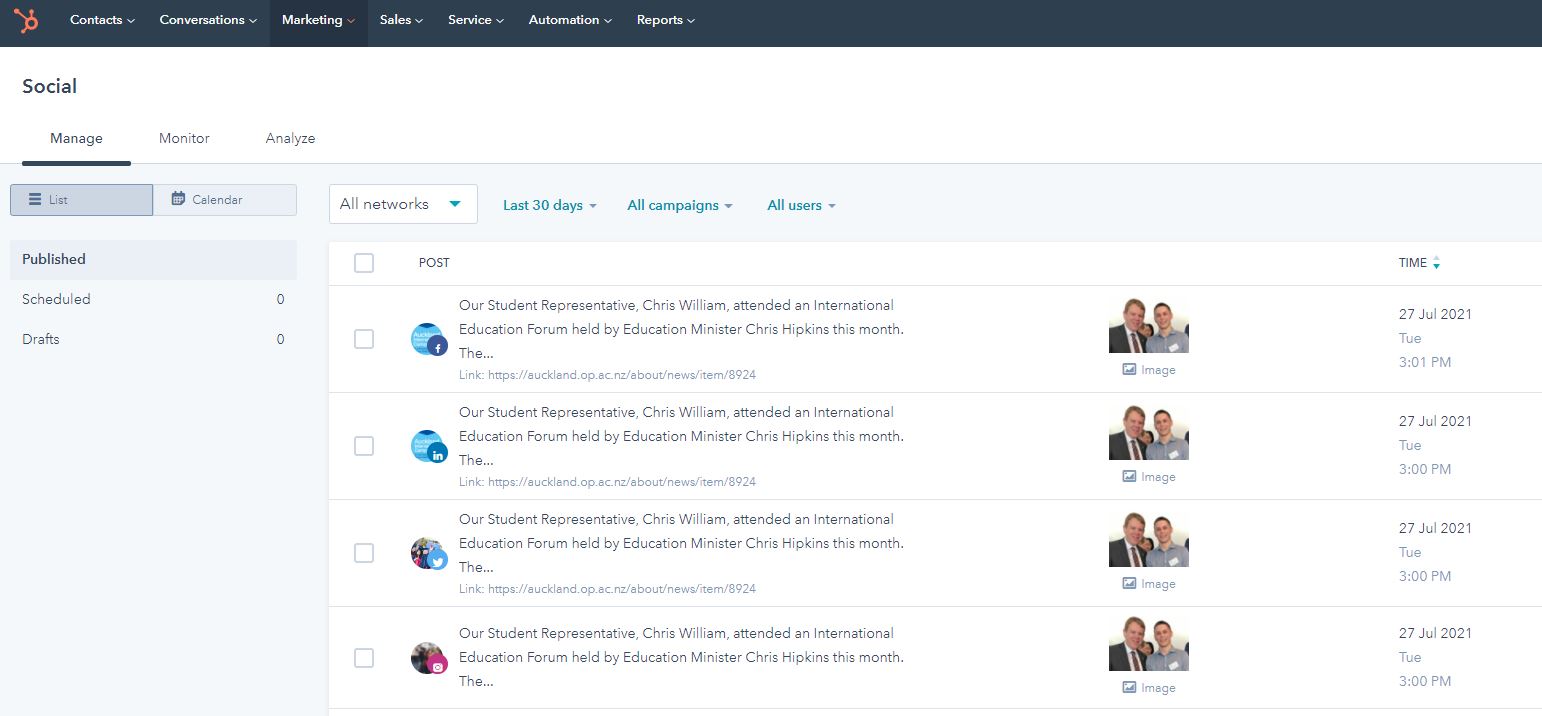 Contacts Conversations Marketing Sales Service Automation Reports
Social
Manage Monitor Analyze
List Calendar
All networks Last 30 days All campaigns All users
Published
Scheduled 0
Drafts 0
POST TIME
Our Student Representative, Chris William, attended an International
Education Forum held by Education Minister Chris Hipkins this month.
The...
Link: https://auckland.op.ac.nz/about/news/item/8924
Image
27 Jul 2021
Tue
3:01 PM
Our Student Representative, Chris William, attended an International
Education Forum held by Education Minister Chris Hipkins this month.
The...
Link: https://auckland.op.ac.nz/about/news/item/8924
Image
27 Jul 2021
Tue
3:00 PM
Our Student Representative, Chris William, attended an International
Education Forum held by Education Minister Chris Hipkins this month.
The...
Link: https://auckland.op.ac.nz/about/news/item/8924
Image
27 Jul 2021
Tue
3:00 PM
Our Student Representative, Chris William, attended an International
Education Forum held by Education Minister Chris Hipkins this month.
The...
Image
27 Jul 2021
Tue
3:00 PM